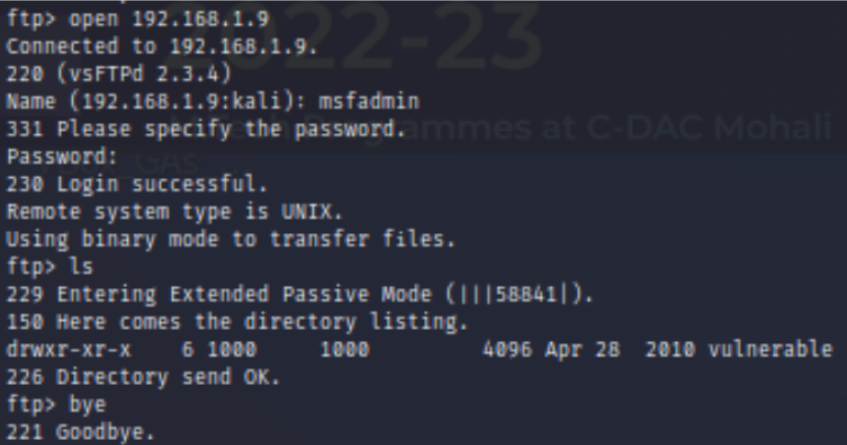 2022-23
ftp> open 192.168.1.9
Connected to 192.168.1.9.
220 (vsFTPd 2.3.4)
Name (192.168.1.9:kali): msfadmin
331 Please specify the password.
ammes at C-DAC Mohali
Password:
230 Login successful.
Remote system type is UNIX.
Using binary mode to transfer files.
ftp> ls
229 Entering Extended Passive Mode (|||58841|).
150 Here comes the directory listing.
drwxr-xr-x    6 1000     1000         4096 Apr 28  2010 vulnerable
226 Directory send OK.
ftp> bye
221 Goodbye.